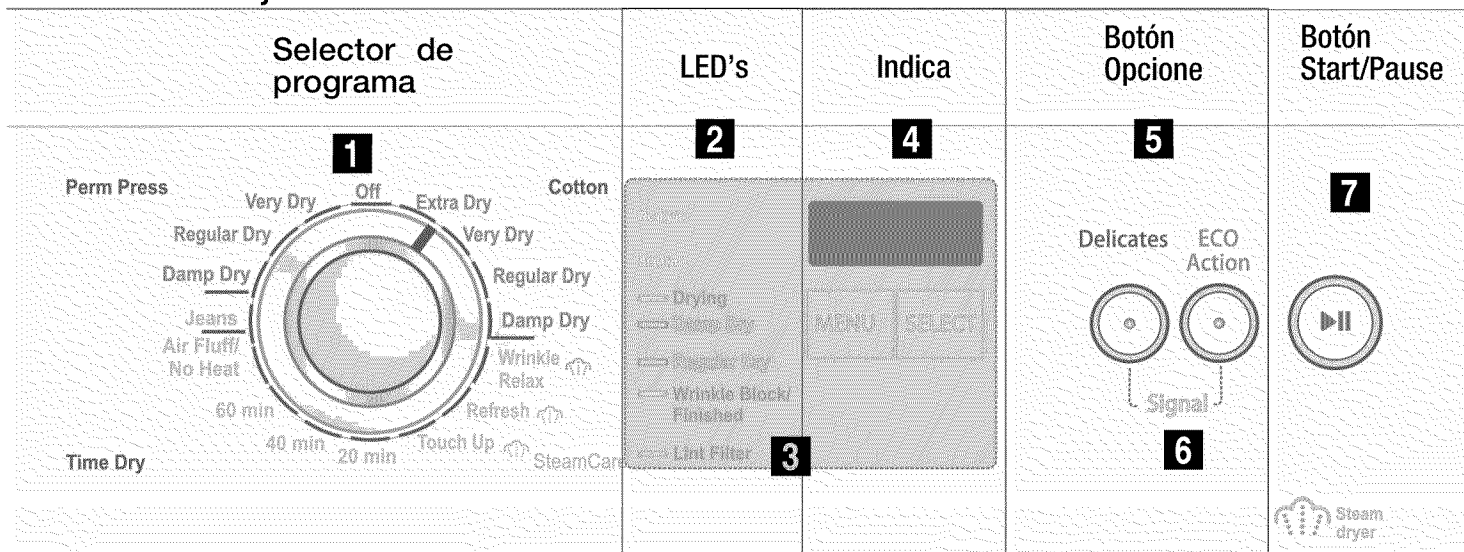 Selector de
programa
LED's
Indica
Botón
Opcione
Botón
Start/Pause
1
2
4
5
7
Perm Press
Very Dry
Off
Extra Dry
Cotton
Regular Dry
Very Dry
Damp Dry
Regular Dry
Jeans
Damp Dry
Air Fluff/
No Heat
Wrinkle
Relax
60 min
Refresh
40 min
20 min
Touch Up
SteamCare
Time Dry
Drying
Damp Dry
Regular Dry
Wrinkle Block/
Finished
Lint Filter
3
MENU
SELECT
Delicates
ECO
Action
Signal
6
Steam
dryer